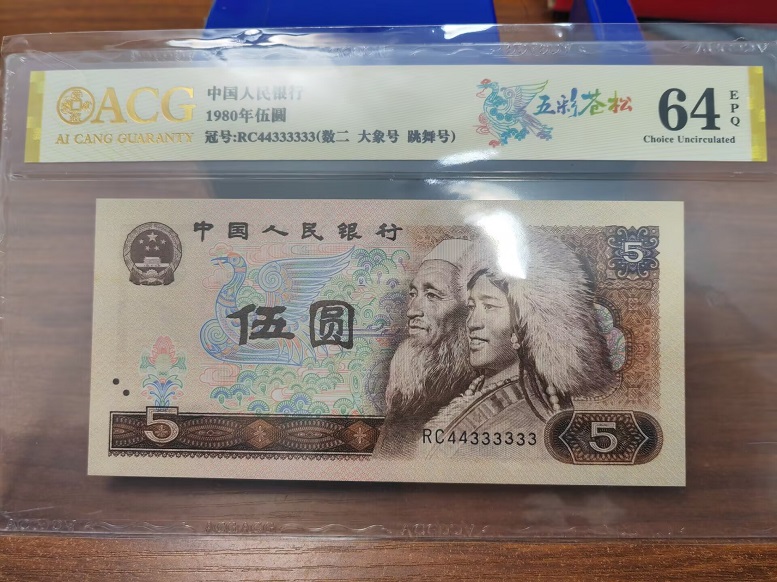 ACG
AI CANG GUARANTY
中国人民银行
1980年伍圆
冠号:RC44333333(数二 大象号 跳舞号)
五彩苍松
64
EPQ
Choice Uncirculated
中国人民银行
5
伍圆
5
RC44333333
5